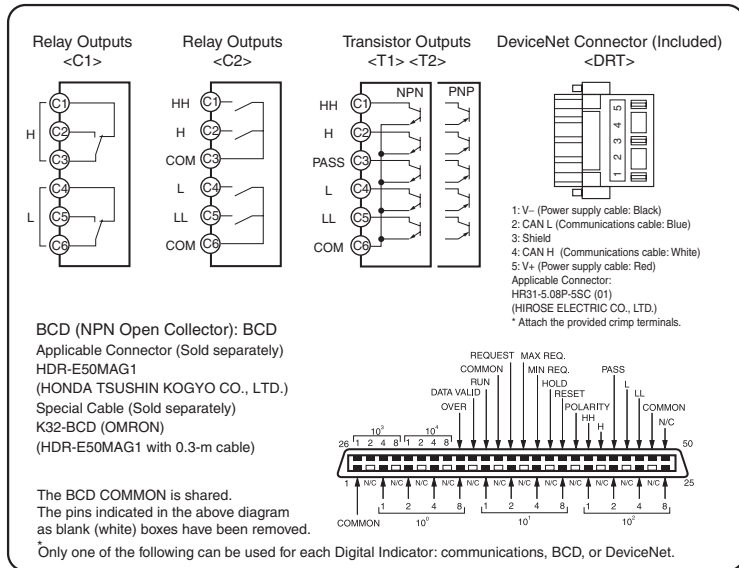 Relay Outputs
<C1>
C1
C2
C3
C4
C5
C6
H
L
Relay Outputs
<C2>
HH C1
H C2
COM C3
L C4
LL C5
COM C6
Transistor Outputs
<T1> <T2>
NPN PNP
HH C1
H C2
PASS C3
L C4
LL C5
COM C6
DeviceNet Connector (Included)
<DRT>
1 2 3 4 5
1: V– (Power supply cable: Black)
2: CAN L (Communications cable: Blue)
3: Shield
4: CAN H (Communications cable: White)
5: V+ (Power supply cable: Red)
Applicable Connector:
HR31-5.08P-5SC (01)
(HIROSE ELECTRIC CO., LTD.)
* Attach the provided crimp terminals.
BCD (NPN Open Collector): BCD
Applicable Connector (Sold separately)
HDR-E50MAG1
(HONDA TSUSHIN KOGYO CO., LTD.)
Special Cable (Sold separately)
K32-BCD (OMRON)
(HDR-E50MAG1 with 0.3-m cable)
The BCD COMMON is shared.
The pins indicated in the above diagram
as blank (white) boxes have been removed.
REQUEST MAX REQ.
COMMON MIN REQ. PASS
RUN HOLD L
DATA VALID RESET LL
OVER POLARITY COMMON
HH N/C
H
10³ 10⁴
26 1 2 4 8 1 2 4 8 50
1 N/C N/C N/C N/C N/C N/C N/C N/C N/C N/C N/C N/C 25
COMMON 1 2 4 8 1 2 4 8 1 2 4 8
10⁰ 10¹ 10²
*
Only one of the following can be used for each Digital Indicator: communications, BCD, or DeviceNet.